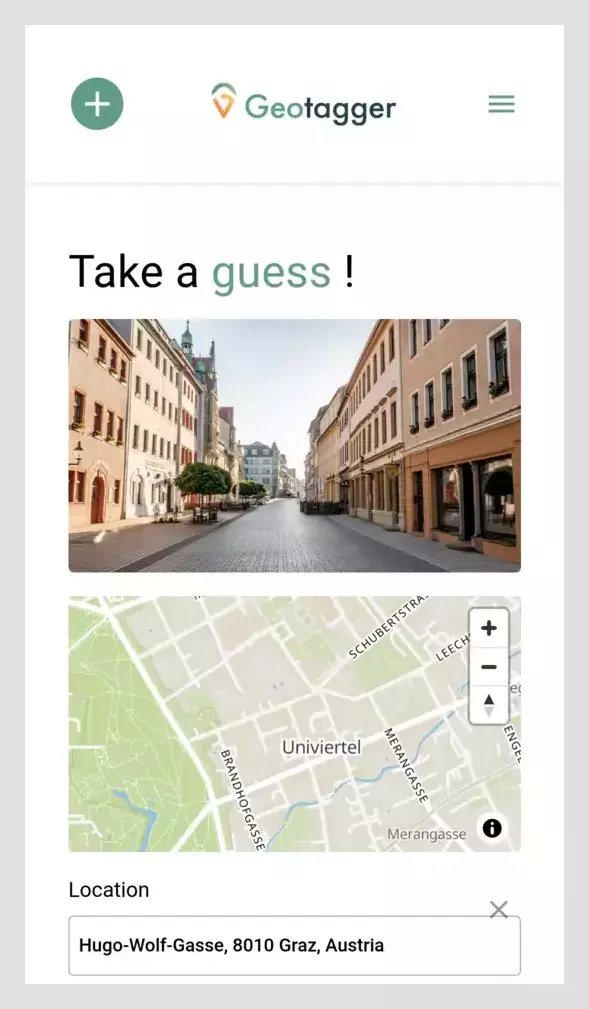 Geotagger
Take a guess !
SCHUBERTSTRA
LEECH
Univiertel
BRANDHOFGASSE
MERANGASSE
ENGE
Merangasse
Location
Hugo-Wolf-Gasse, 8010 Graz, Austria